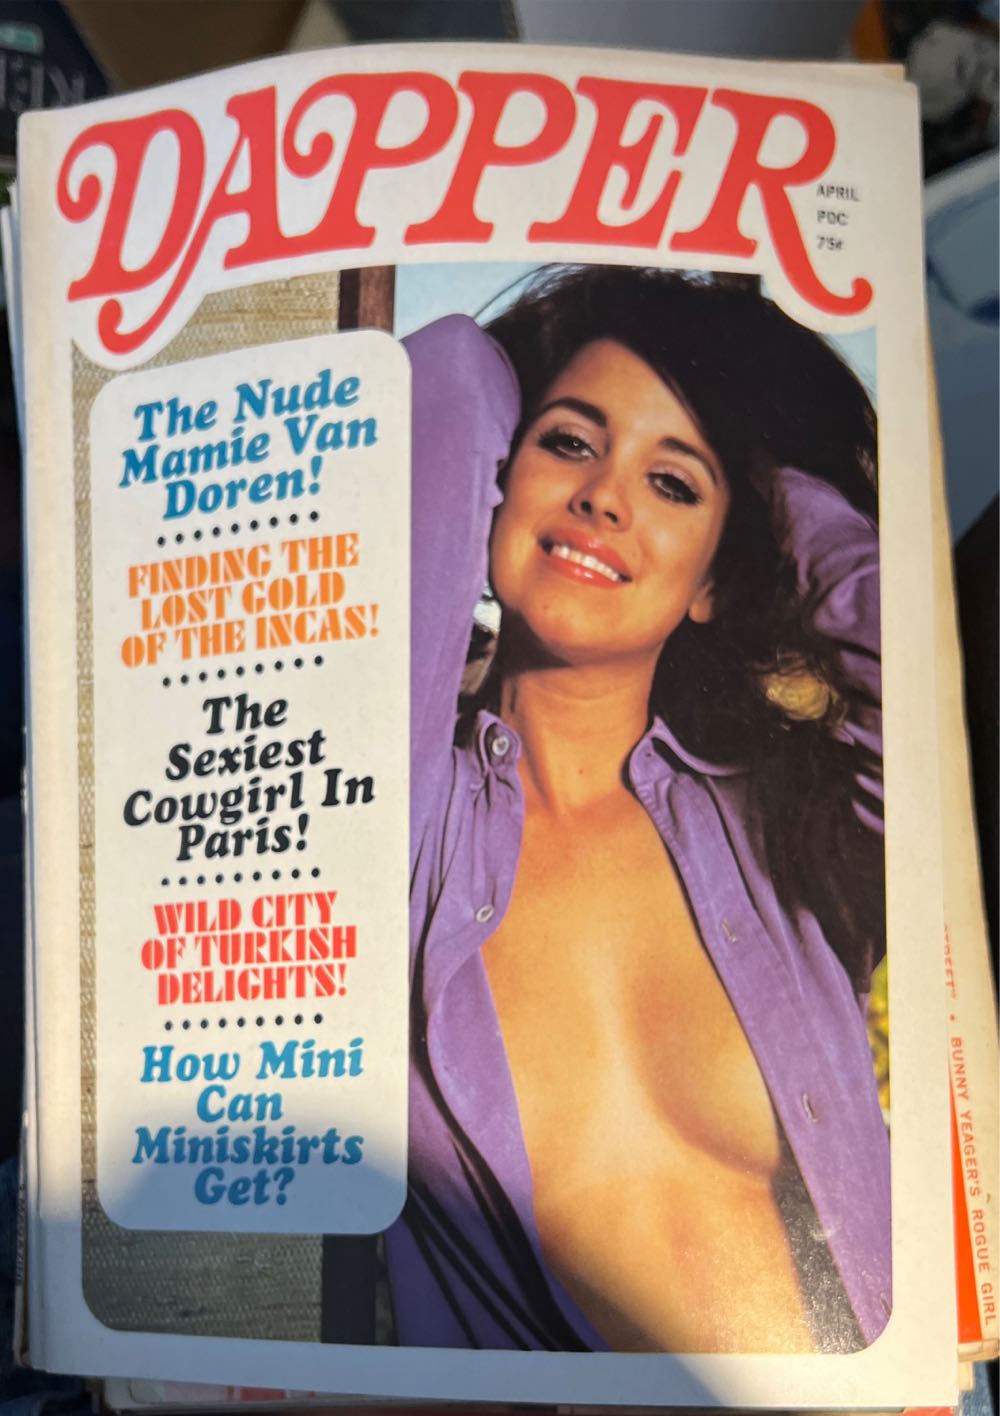 DAPPER
APRIL
PDC
75¢
The Nude
Mamie Van
Doren!
FINDING THE
LOST GOLD
OF THE INCAS!
The
Sexiest
Cowgirl In
Paris!
WILD CITY
OF TURKISH
DELIGHTS!
How Mini
Can
Miniskirts
Get?
STREET" • BUNNY YEAGER'S ROGUE GIRL